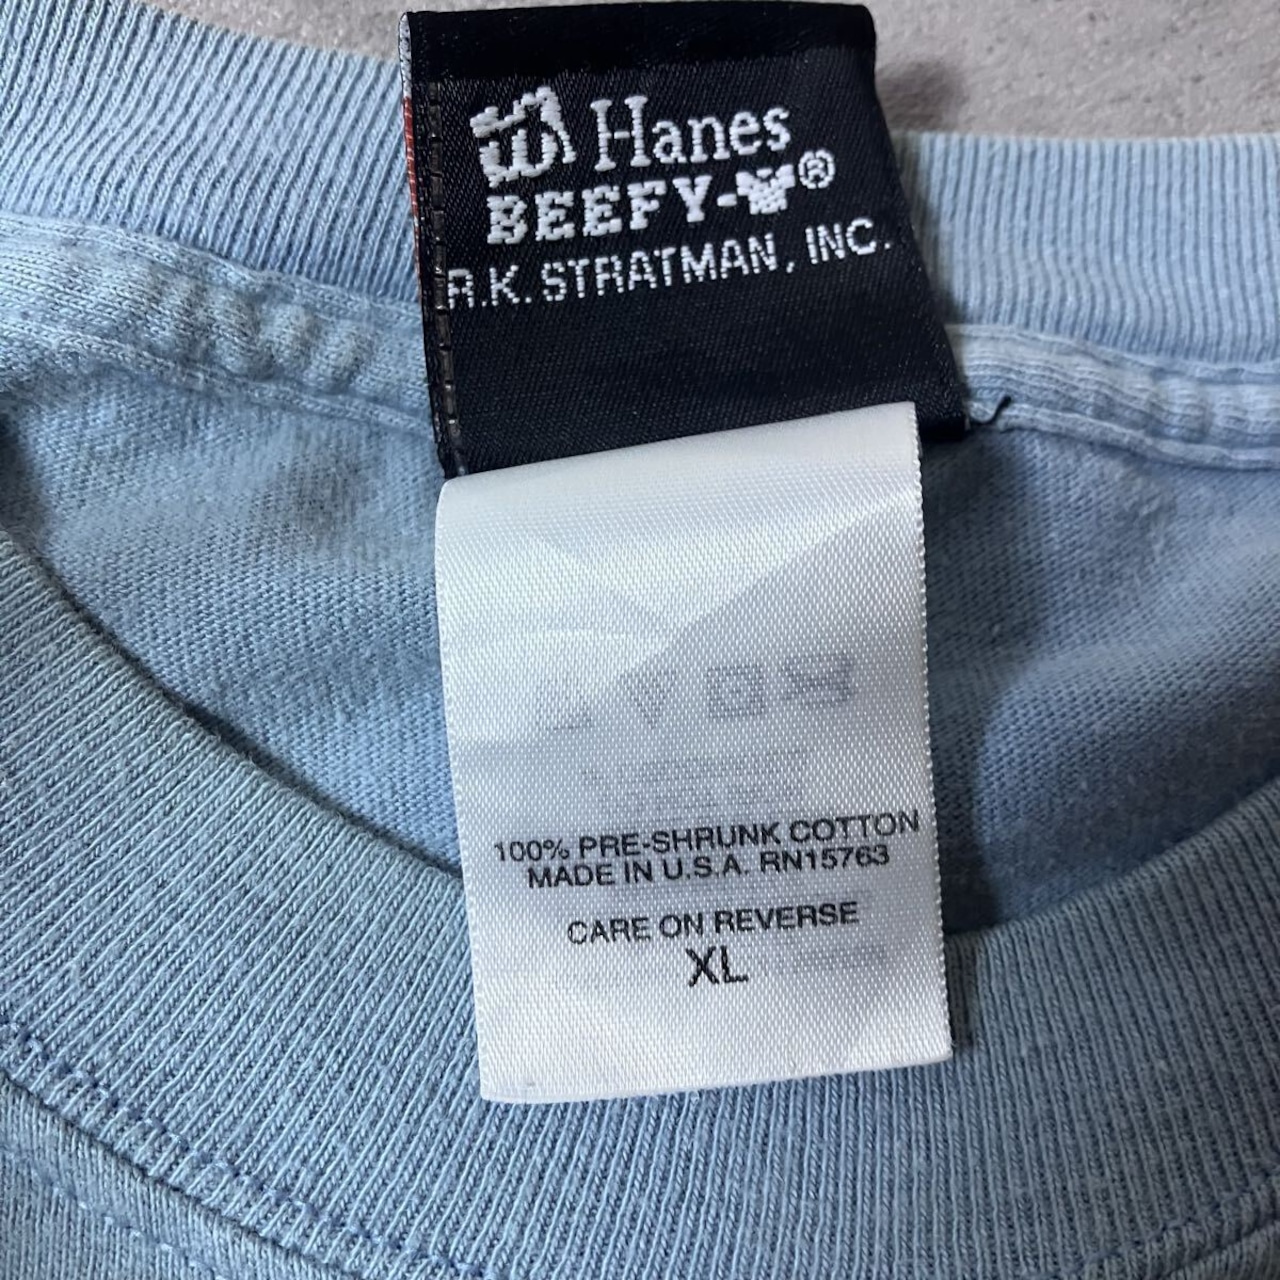 Hanes
BEEFY-T®
R.K. STRATMAN, INC.
100% PRE-SHRUNK COTTON
MADE IN U.S.A. RN15763
CARE ON REVERSE
XL